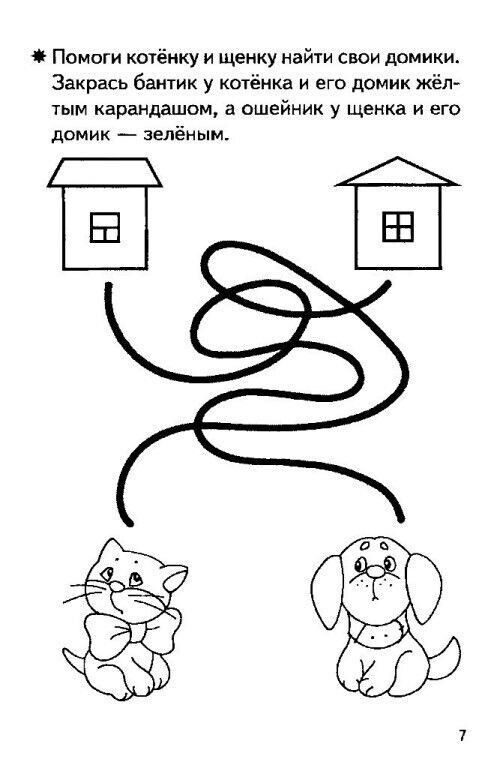 ✷ Помоги котёнку и щенку найти свои домики.
Закрась бантик у котёнка и его домик жёл-
тым карандашом, а ошейник у щенка и его
домик — зелёным.
7